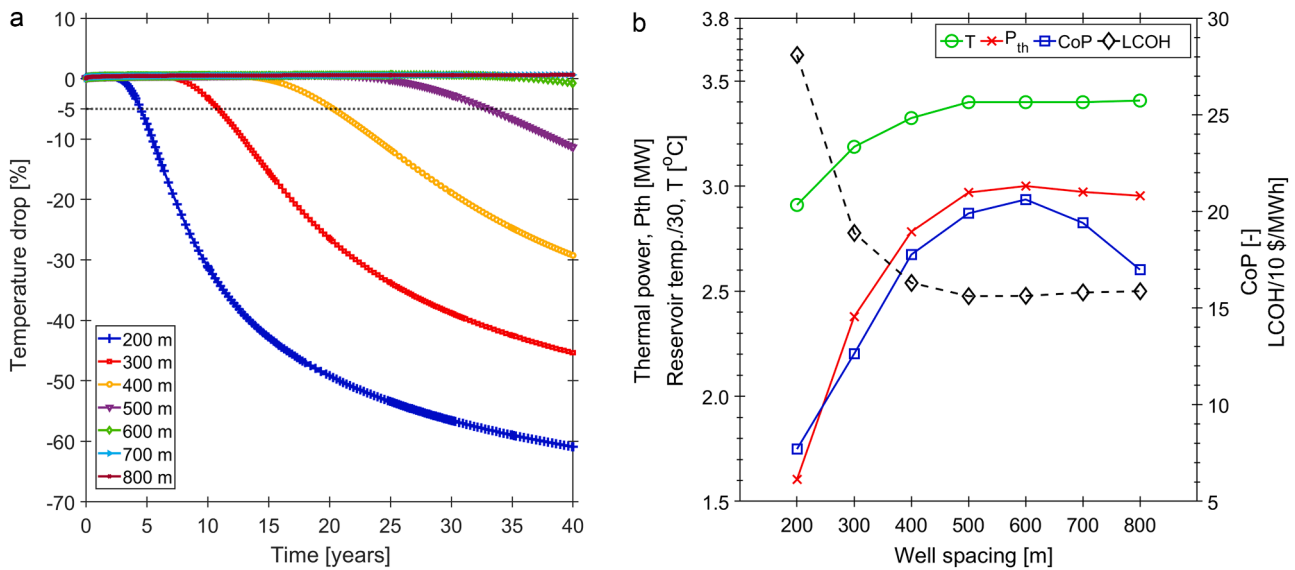 a
Temperature drop [%]
10
0
-5
-10
-20
-30
-40
-50
-60
-70
200 m
300 m
400 m
500 m
600 m
700 m
800 m
0 5 10 15 20 25 30 35 40
Time [years]
b
Thermal power, Pth [MW]
Reservoir temp./30, T [°C]
3.8
3.5
3.0
2.5
2.0
1.5
T Pth CoP LCOH
30
25
20
15
10
5
CoP [-]
LCOH/10 $/MWh]
200 300 400 500 600 700 800
Well spacing [m]